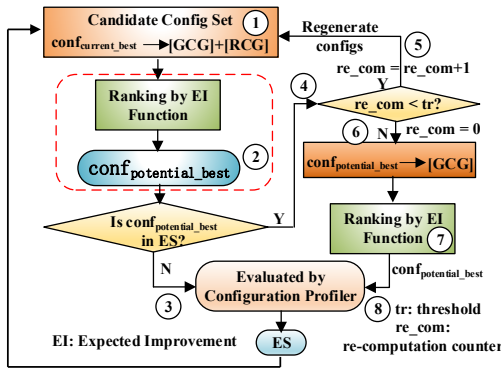 Candidate Config Set
1
conf_current_best → [GCG]+[RCG]
Regenerate
configs
5
re_com = re_com+1
Y
4
Ranking by EI
Function
2
conf_potential_best
re_com < tr?
6
N
re_com = 0
conf_potential_best → [GCG]
Is conf_potential_best
in ES?
Y
N
3
Ranking by EI
Function
7
conf_potential_best
Evaluated by
Configuration Profiler
8
tr: threshold
re_com:
re-computation counter
EI: Expected Improvement
ES